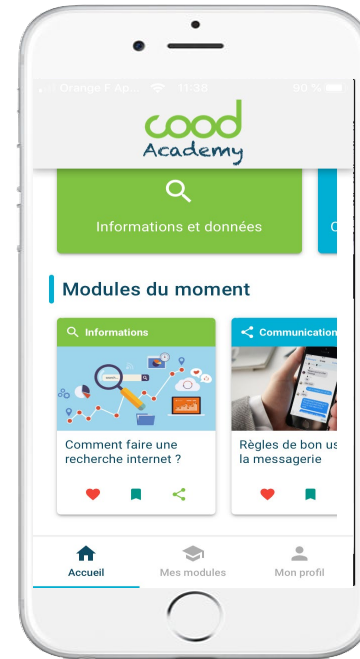 Orange F Ap... 11:38 90 %
cood
Academy
Informations et données
C
Modules du moment
Informations
Communication
Comment faire une
recherche internet ?
Règles de bon us
la messagerie
Accueil
Mes modules
Mon profil